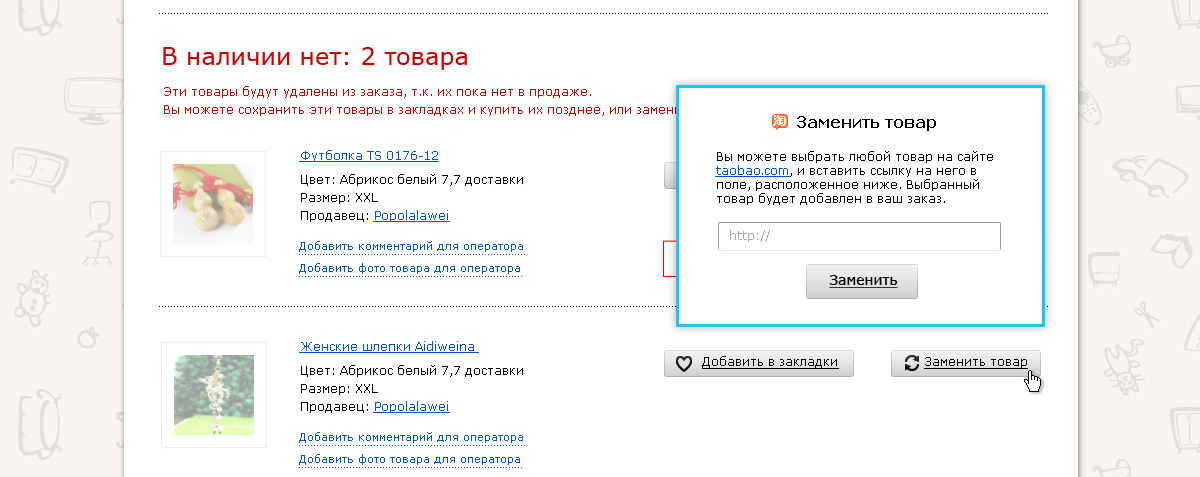 В наличии нет: 2 товара
Эти товары будут удалены из заказа, т.к. их пока нет в продаже.
Вы можете сохранить эти товары в закладках и купить их позднее, или
Футболка TS 0176-12
Цвет: Абрикос белый 7,7 доставки
Размер: XXL
Продавец: Popolalawei
Добавить комментарий для оператора
Добавить фото товара для оператора
淘 Заменить товар
Вы можете выбрать любой товар на сайте
taobao.com, и вставить ссылку на него в
поле, расположенное ниже. Выбранный
товар будет добавлен в ваш заказ.
http://
Заменить
Женские шлепки Aidiweina
Цвет: Абрикос белый 7,7 доставки
Размер: XXL
Продавец: Popolalawei
Добавить комментарий для оператора
Добавить фото товара для оператора
Добавить в закладки
Заменить товар